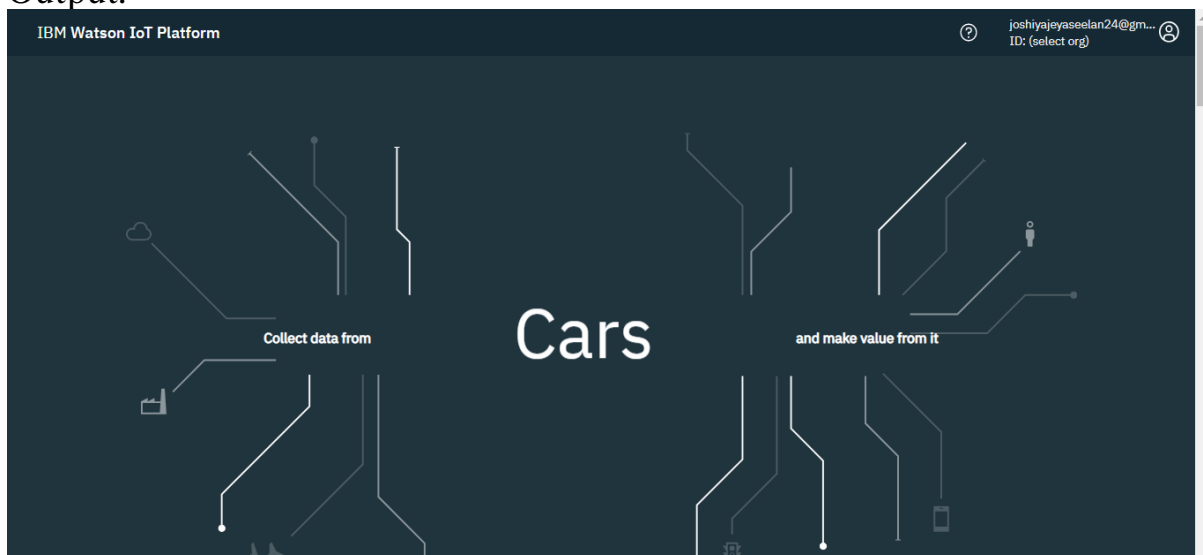 Output:
IBM Watson IoT Platform
joshiyajeyaseelan24@gm...
ID: (select org)
Collect data from
Cars
and make value from it